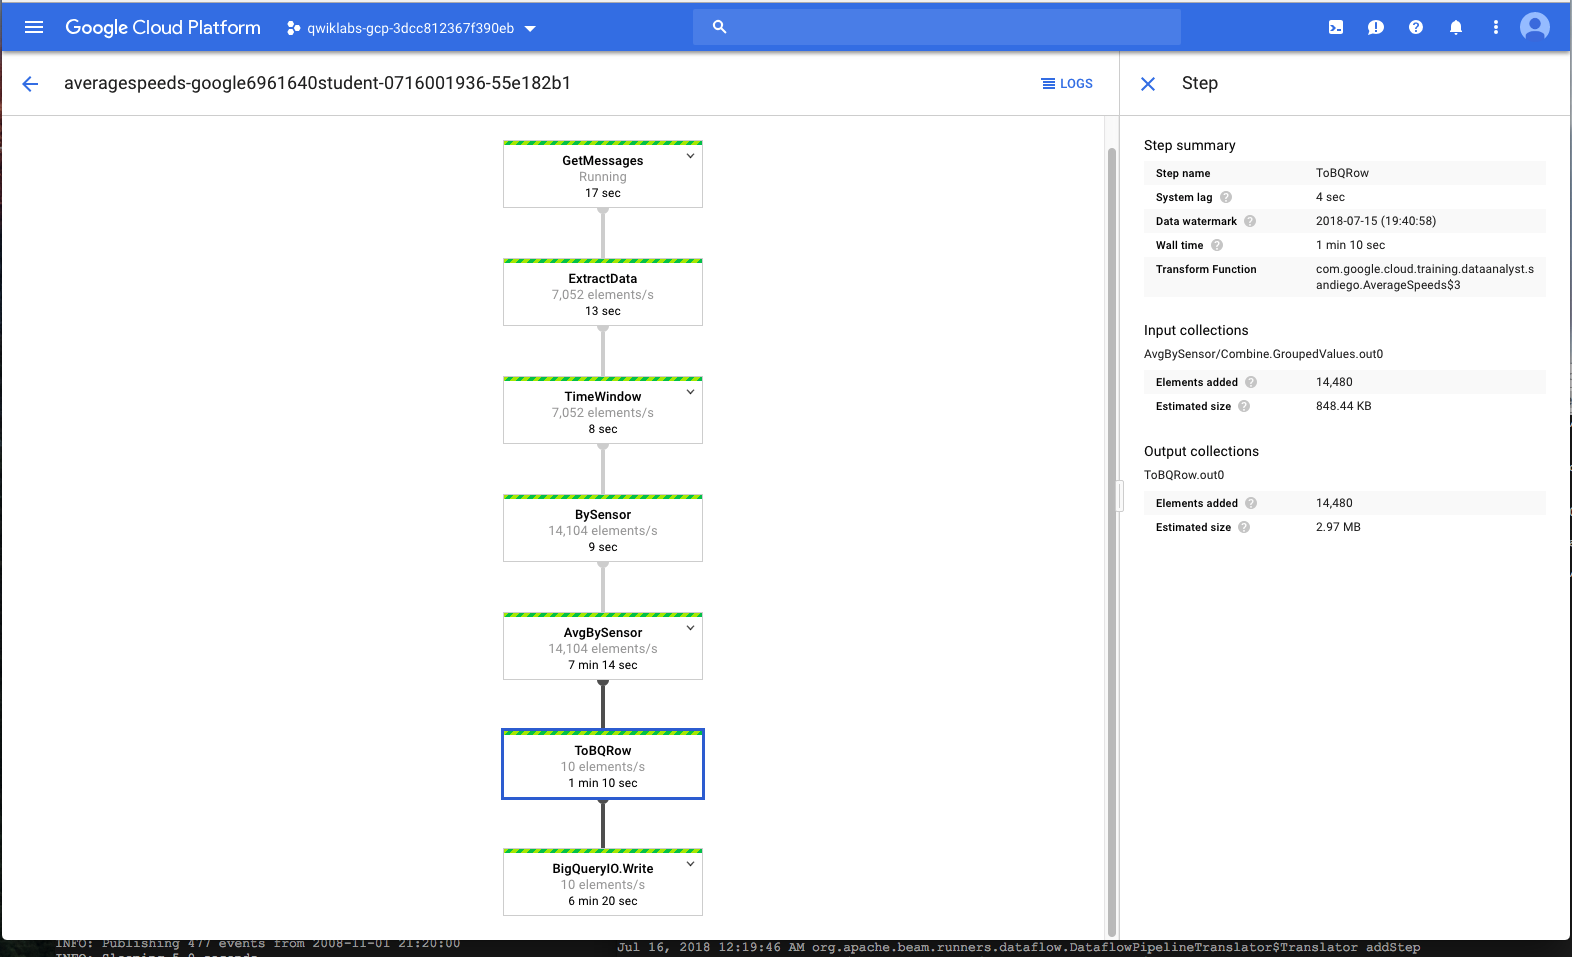 Google Cloud Platform
qwiklabs-gcp-3dcc812367f390eb
averagespeeds-google6961640student-0716001936-55e182b1
LOGS
GetMessages
Running
17 sec
ExtractData
7,052 elements/s
13 sec
TimeWindow
7,052 elements/s
8 sec
BySensor
14,104 elements/s
9 sec
AvgBySensor
14,104 elements/s
7 min 14 sec
ToBQRow
10 elements/s
1 min 10 sec
BigQueryIO.Write
10 elements/s
6 min 20 sec
Step
Step summary
Step name ToBQRow
System lag ? 4 sec
Data watermark ? 2018-07-15 (19:40:58)
Wall time ? 1 min 10 sec
Transform Function com.google.cloud.training.dataanalyst.s
andiego.AverageSpeeds$3
Input collections
AvgBySensor/Combine.GroupedValues.out0
Elements added ? 14,480
Estimated size ? 848.44 KB
Output collections
ToBQRow.out0
Elements added ? 14,480
Estimated size ? 2.97 MB
INFO: Publishing 477 events from 2008-11-01 21:20:00
Jul 16, 2018 12:19:46 AM org.apache.beam.runners.dataflow.DataflowPipelineTranslator$Translator addStep
INFO: Sleeping 5.0 seconds